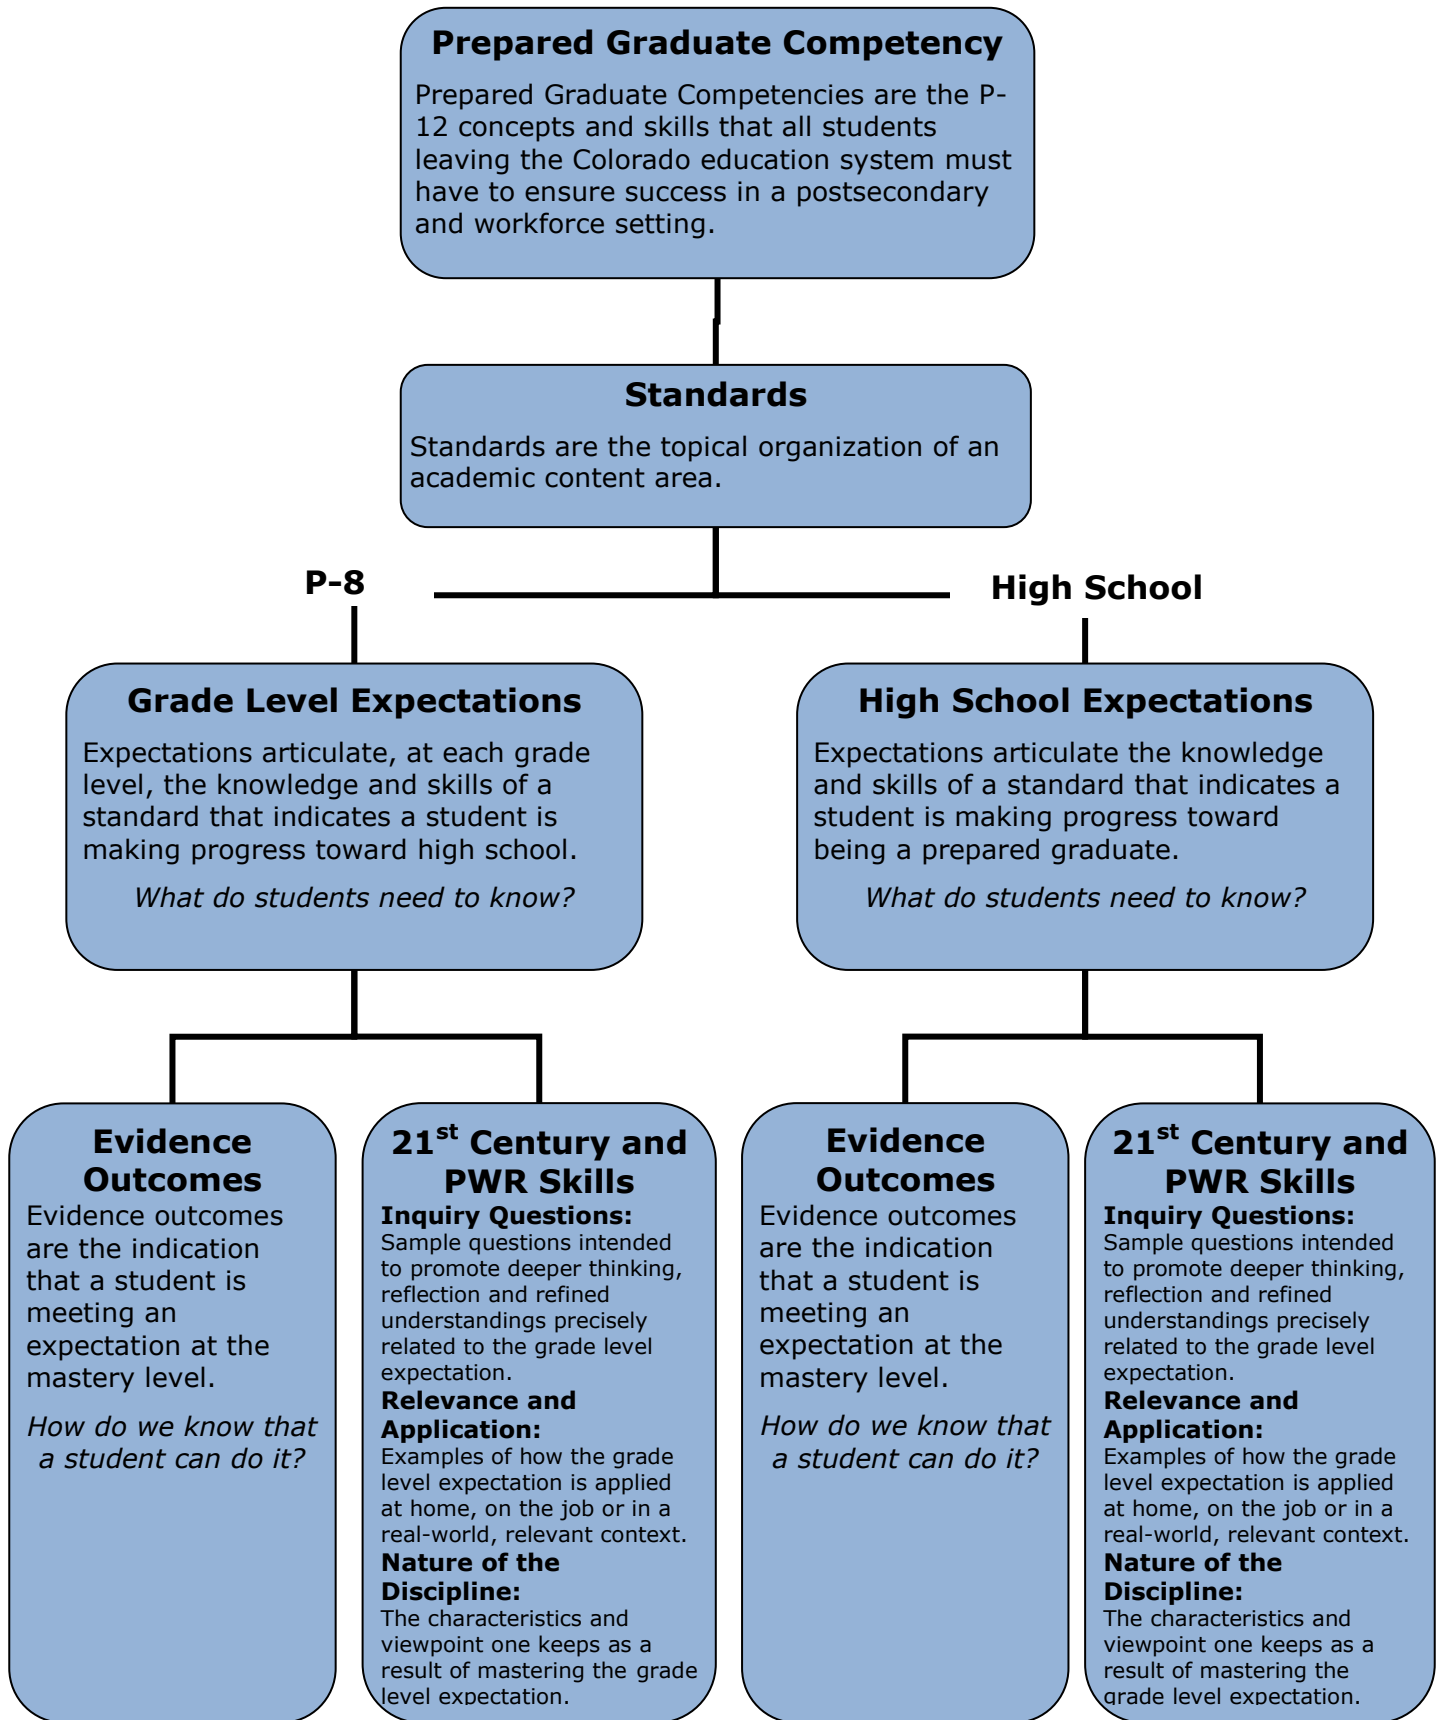 Prepared Graduate Competency
Prepared Graduate Competencies are the P-
12 concepts and skills that all students
leaving the Colorado education system must
have to ensure success in a postsecondary
and workforce setting.
Standards
Standards are the topical organization of an
academic content area.
P-8
High School
Grade Level Expectations
Expectations articulate, at each grade
level, the knowledge and skills of a
standard that indicates a student is
making progress toward high school.
What do students need to know?
High School Expectations
Expectations articulate the knowledge
and skills of a standard that indicates a
student is making progress toward
being a prepared graduate.
What do students need to know?
Evidence
Outcomes
Evidence outcomes
are the indication
that a student is
meeting an
expectation at the
mastery level.
How do we know that
a student can do it?
21st Century and
PWR Skills
Inquiry Questions:
Sample questions intended
to promote deeper thinking,
reflection and refined
understandings precisely
related to the grade level
expectation.
Relevance and
Application:
Examples of how the grade
level expectation is applied
at home, on the job or in a
real-world, relevant context.
Nature of the
Discipline:
The characteristics and
viewpoint one keeps as a
result of mastering the grade
level expectation.
Evidence
Outcomes
Evidence outcomes
are the indication
that a student is
meeting an
expectation at the
mastery level.
How do we know that
a student can do it?
21st Century and
PWR Skills
Inquiry Questions:
Sample questions intended
to promote deeper thinking,
reflection and refined
understandings precisely
related to the grade level
expectation.
Relevance and
Application:
Examples of how the grade
level expectation is applied
at home, on the job or in a
real-world, relevant context.
Nature of the
Discipline:
The characteristics and
viewpoint one keeps as a
result of mastering the
grade level expectation.